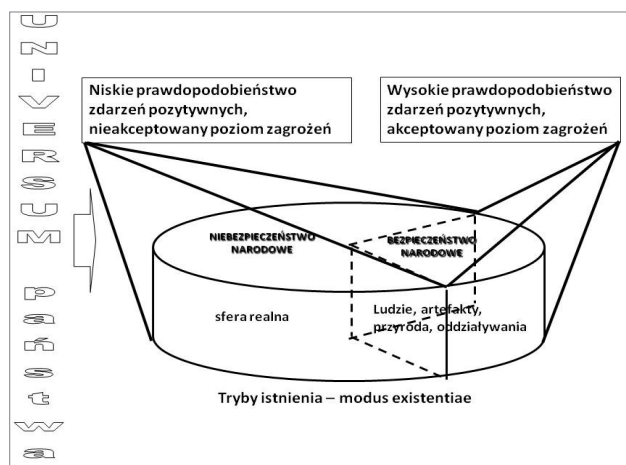 UNIVERSUM państwa
Niskie prawdopodobieństwo
zdarzeń pozytywnych,
nieakceptowany poziom zagrożeń
Wysokie prawdopodobieństwo
zdarzeń pozytywnych,
akceptowany poziom zagrożeń
NIEBEZPIECZEŃSTWO
NARODOWE
BEZPIECZEŃSTWO
NARODOWE
sfera realna
Ludzie, artefakty,
przyroda, oddziaływania
Tryby istnienia – modus existentiae